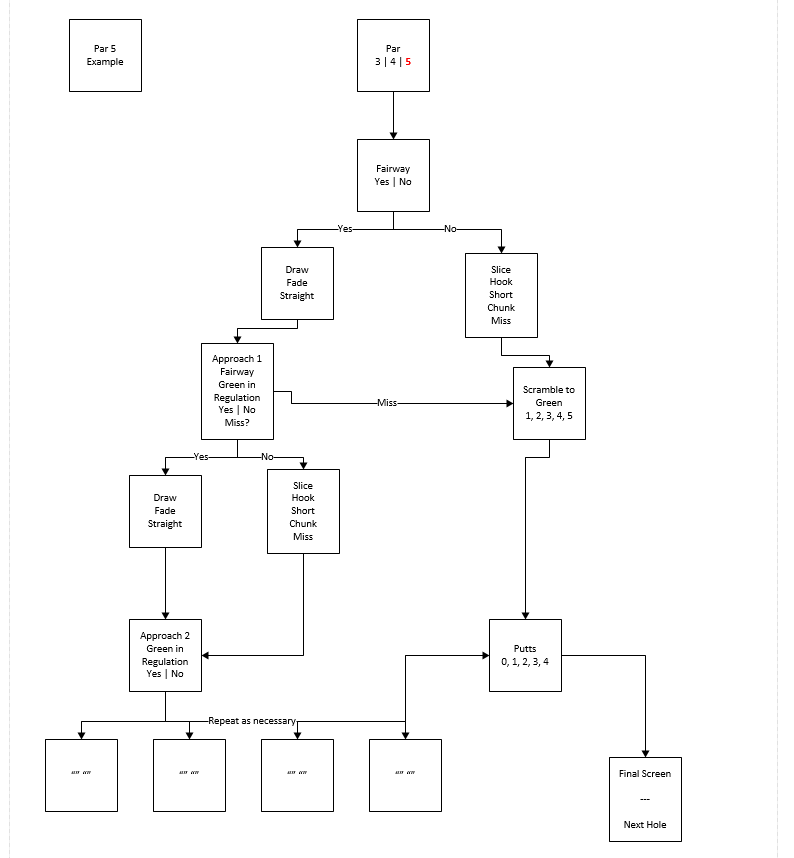 Par 5
Example
Par
3 | 4 | 5
Fairway
Yes | No
Yes
No
Draw
Fade
Straight
Slice
Hook
Short
Chunk
Miss
Approach 1
Fairway
Green in
Regulation
Yes | No
Miss?
Miss
Scramble to
Green
1, 2, 3, 4, 5
Yes
No
Draw
Fade
Straight
Slice
Hook
Short
Chunk
Miss
Approach 2
Green in
Regulation
Yes | No
Putts
0, 1, 2, 3, 4
Repeat as necessary
“” “”
“” “”
“” “”
“” “”
Final Screen
---
Next Hole